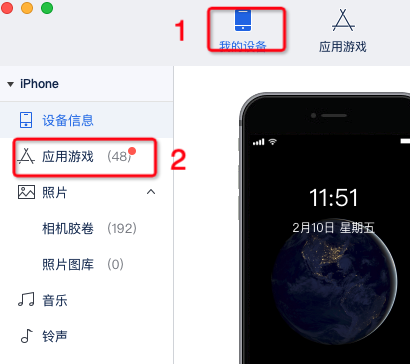 1
我的设备 应用游戏
iPhone
设备信息
应用游戏 (48)
2
照片
相机胶卷 (192)
照片图库 (0)
音乐
铃声
11:51
2月10日 星期五